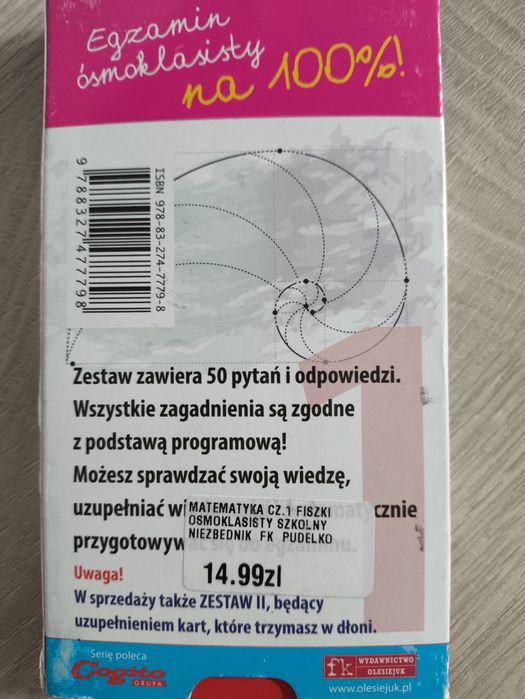 Egzamin
ósmoklasisty
na 100%!
ISBN 978-83-274-7779-8
9 788327 477798
Zestaw zawiera 50 pytań i odpowiedzi.
Wszystkie zagadnienia są zgodne
z podstawą programową!
Możesz sprawdzać swoją wiedzę,
uzupełniać
MATEMATYKA CZ.1 FISZKI
OSMOKLASISTY SZKOLNY
NIEZBEDNIK FK PUDELKO
14.99zl
się do egzaminu.
Uwaga!
W sprzedaży także ZESTAW II, będący
uzupełnieniem kart, które trzymasz w dłoni.
1
Serię poleca
Cogito
GRUPA
fk WYDAWNICTWO
OLESIEJUK
www.olesiejuk.pl